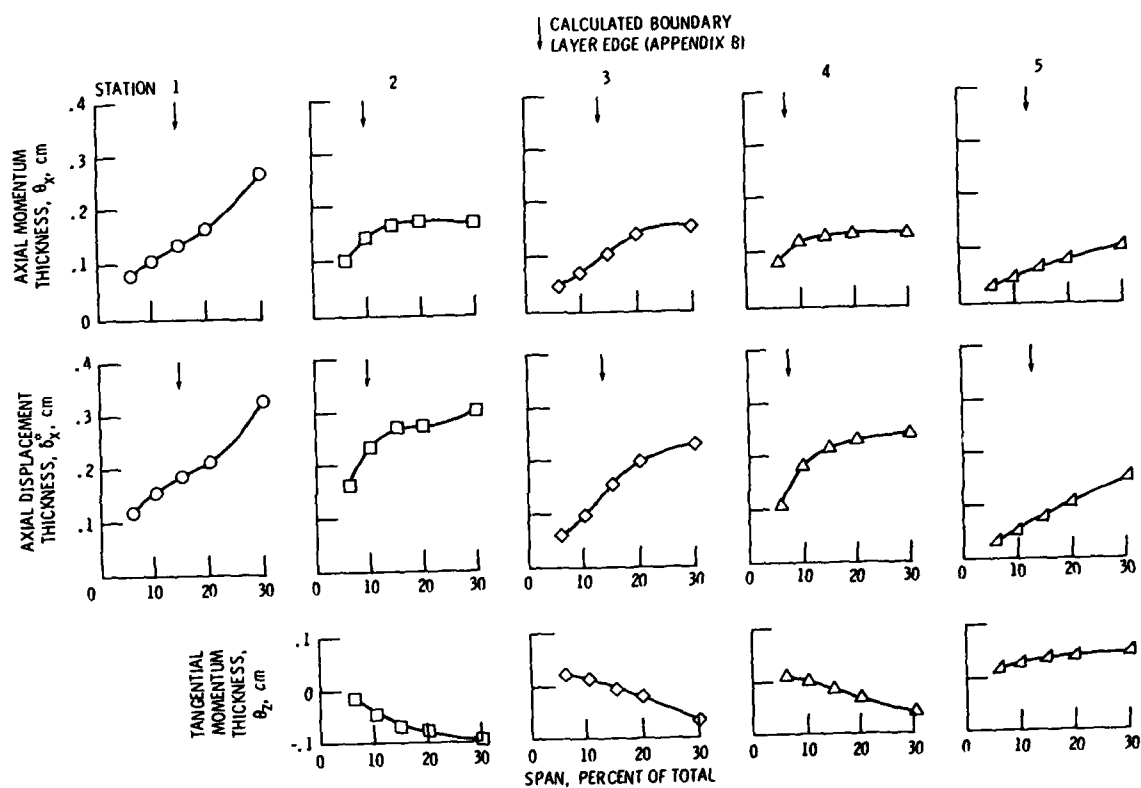 CALCULATED BOUNDARY
LAYER EDGE (APPENDIX B)
STATION 1 2 3 4 5
AXIAL MOMENTUM
THICKNESS, θx, cm
.4
.3
.2
.1
0
AXIAL DISPLACEMENT
THICKNESS, δx*, cm
.4
.3
.2
.1
0 10 20 30
0 10 20 30
0 10 20 30
0 10 20 30
0 10 20 30
TANGENTIAL
MOMENTUM
THICKNESS,
θz, cm
.1
0
-.1
0 10 20 30
0 10 20 30
0 10 20 30
0 10 20 30
SPAN, PERCENT OF TOTAL